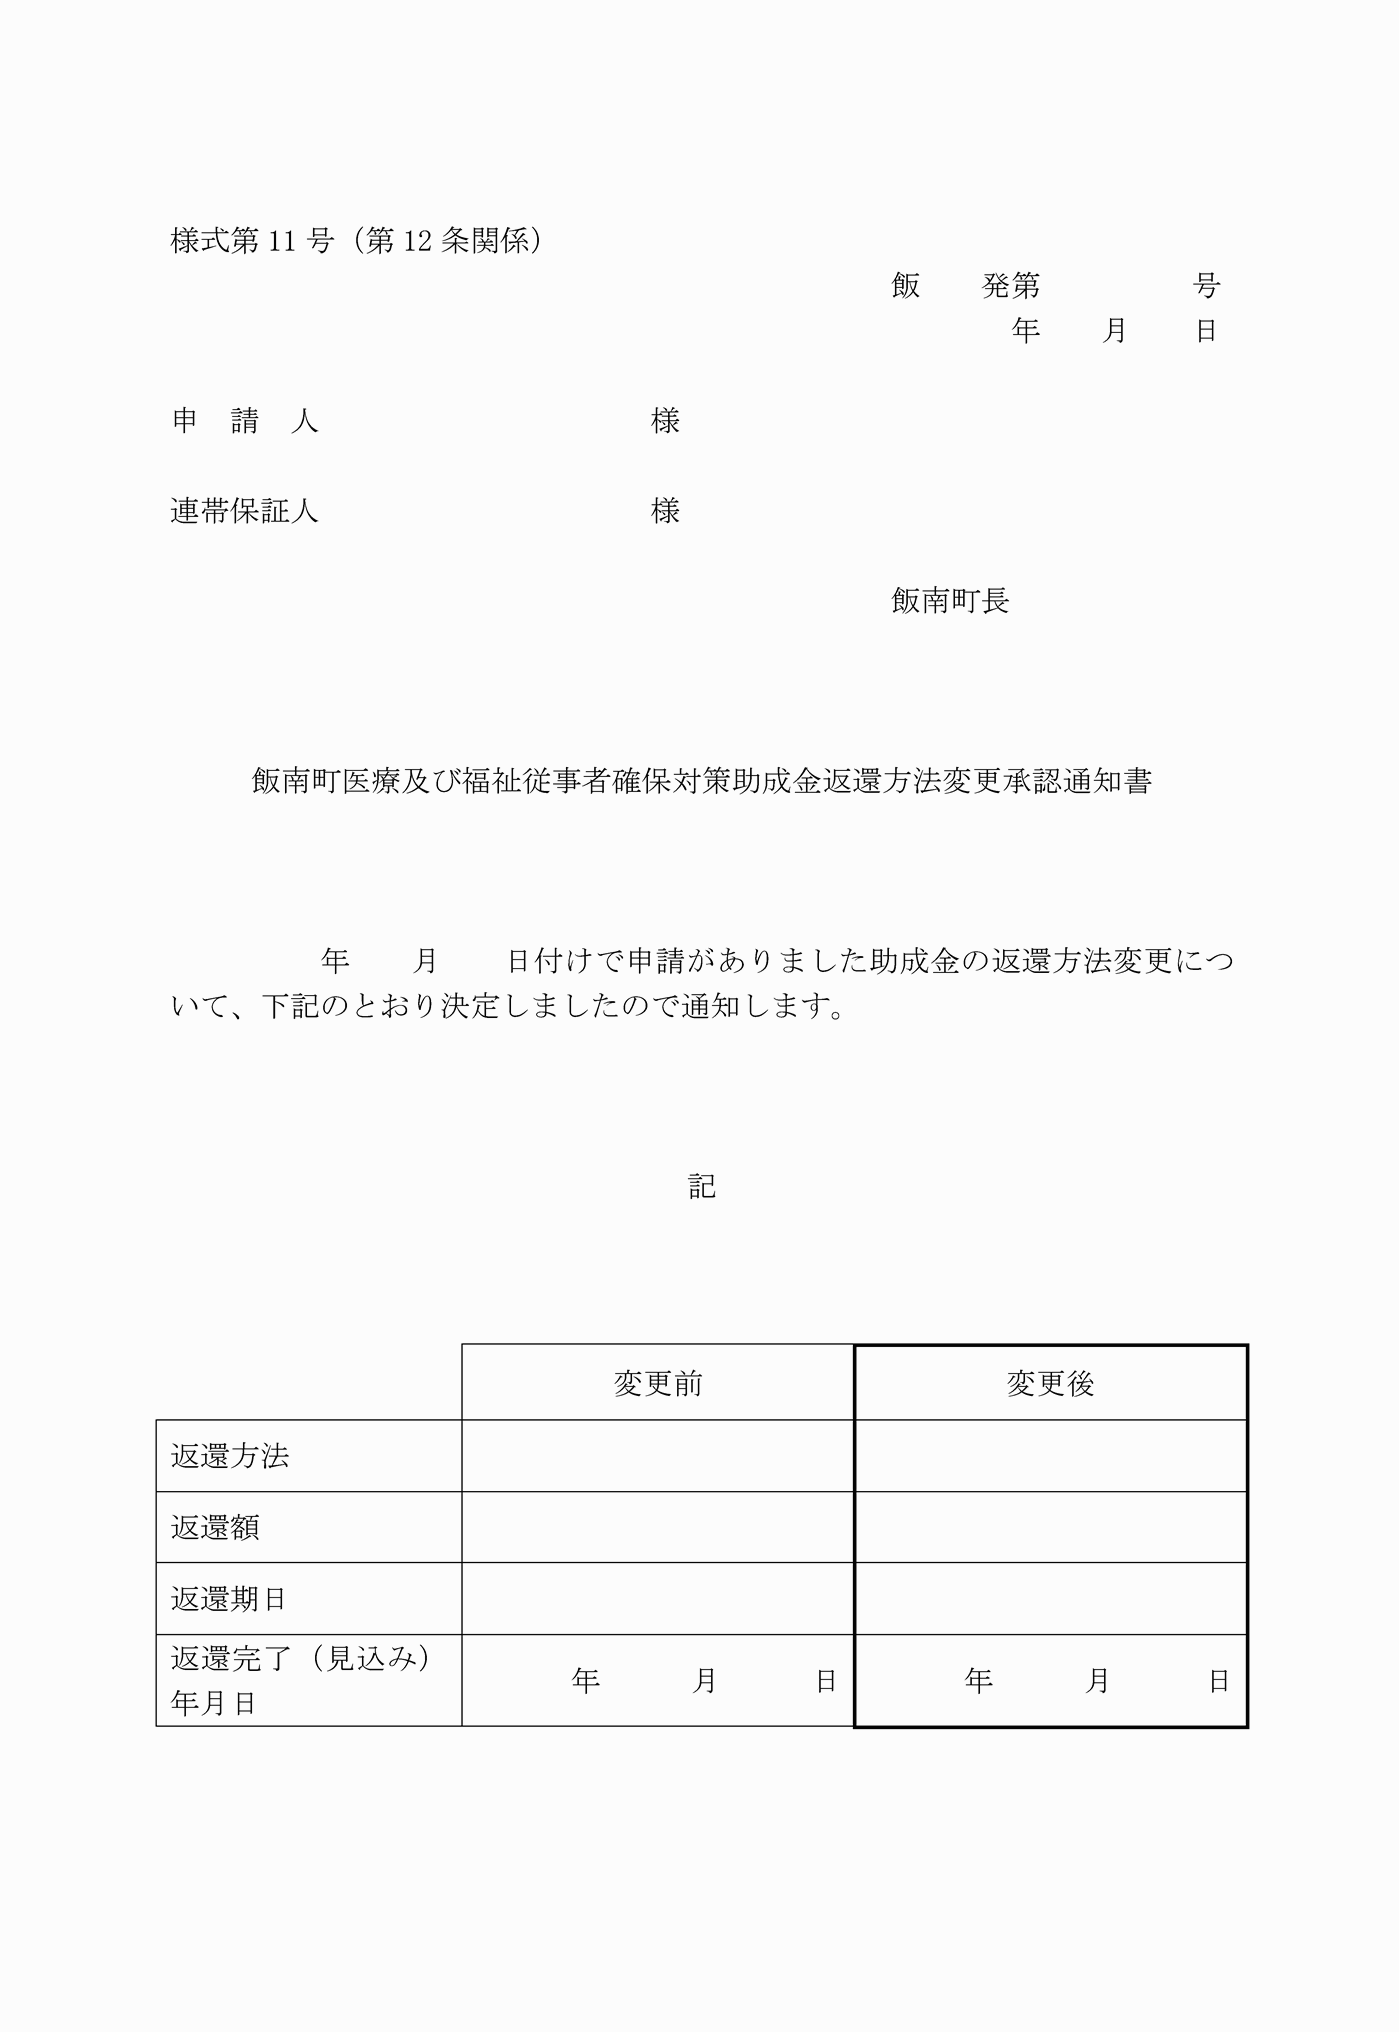 様式第 11 号（第 12 条関係）
飯　　発第　　　　　号
年　　月　　日
申　請　人　　　　　　　　　　　様
連帯保証人　　　　　　　　　　　様
飯南町長
飯南町医療及び福祉従事者確保対策助成金返還方法変更承認通知書
年　　月　　日付けで申請がありました助成金の返還方法変更につ
いて、下記のとおり決定しましたので通知します。
記
変更前　変更後
返還方法
返還額
返還期日
返還完了（見込み）
年月日　年　　　月　　　日　年　　　月　　　日